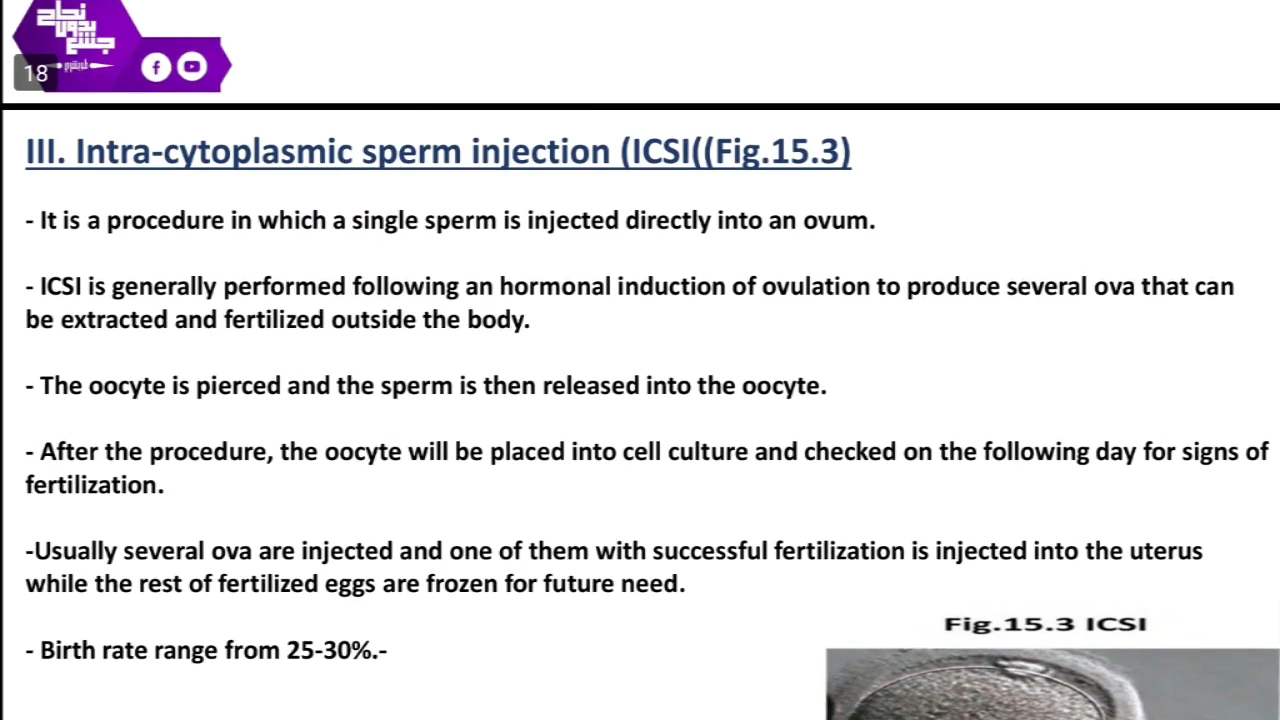 نجاح
بدون
جشع
18
III. Intra-cytoplasmic sperm injection (ICSI((Fig.15.3)
- It is a procedure in which a single sperm is injected directly into an ovum.
- ICSI is generally performed following an hormonal induction of ovulation to produce several ova that can
be extracted and fertilized outside the body.
- The oocyte is pierced and the sperm is then released into the oocyte.
- After the procedure, the oocyte will be placed into cell culture and checked on the following day for signs of
fertilization.
-Usually several ova are injected and one of them with successful fertilization is injected into the uterus
while the rest of fertilized eggs are frozen for future need.
- Birth rate range from 25-30%.-
Fig.15.3 ICSI